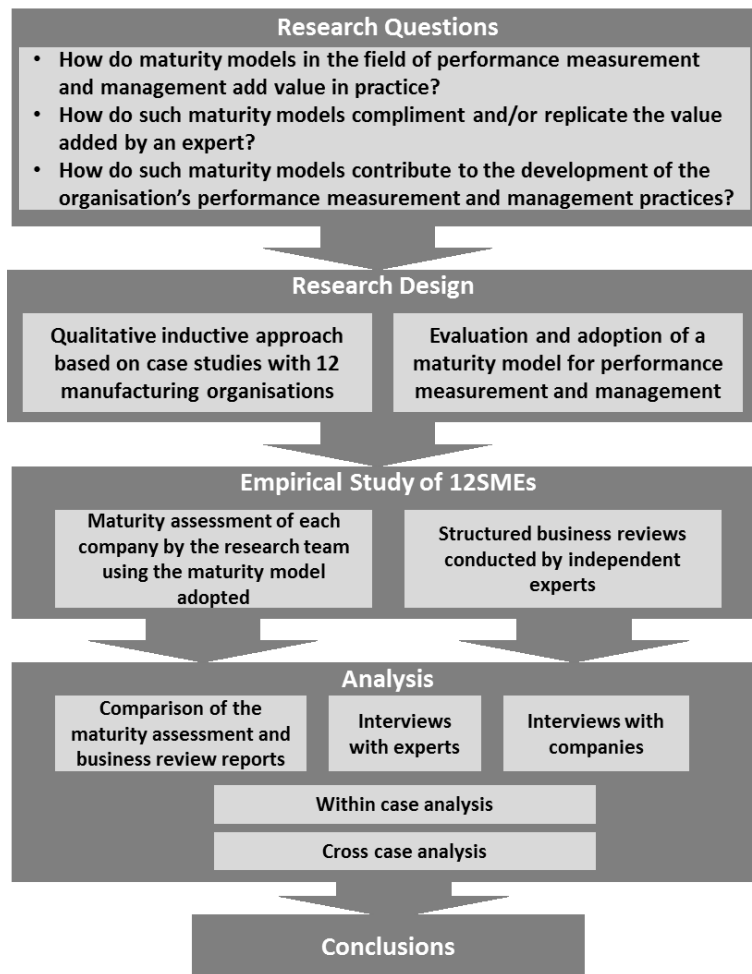 Research Questions
• How do maturity models in the field of performance measurement
and management add value in practice?
• How do such maturity models compliment and/or replicate the value
added by an expert?
• How do such maturity models contribute to the development of the
organisation's performance measurement and management practices?
Research Design
Qualitative inductive approach
based on case studies with 12
manufacturing organisations
Evaluation and adoption of a
maturity model for performance
measurement and management
Empirical Study of 12SMEs
Maturity assessment of each
company by the research team
using the maturity model
adopted
Structured business reviews
conducted by independent
experts
Analysis
Comparison of the
maturity assessment and
business review reports
Interviews
with experts
Interviews with
companies
Within case analysis
Cross case analysis
Conclusions